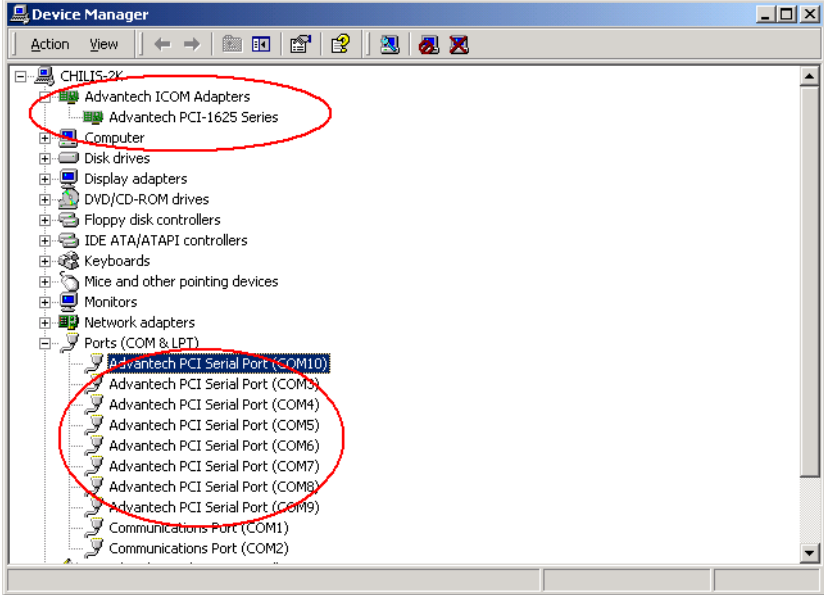 Device Manager
Action View
CHILIS-2K
Advantech ICOM Adapters
Advantech PCI-1625 Series
Computer
Disk drives
Display adapters
DVD/CD-ROM drives
Floppy disk controllers
IDE ATA/ATAPI controllers
Keyboards
Mice and other pointing devices
Monitors
Network adapters
Ports (COM & LPT)
Advantech PCI Serial Port (COM10)
Advantech PCI Serial Port (COM3)
Advantech PCI Serial Port (COM4)
Advantech PCI Serial Port (COM5)
Advantech PCI Serial Port (COM6)
Advantech PCI Serial Port (COM7)
Advantech PCI Serial Port (COM8)
Advantech PCI Serial Port (COM9)
Communications Port (COM1)
Communications Port (COM2)